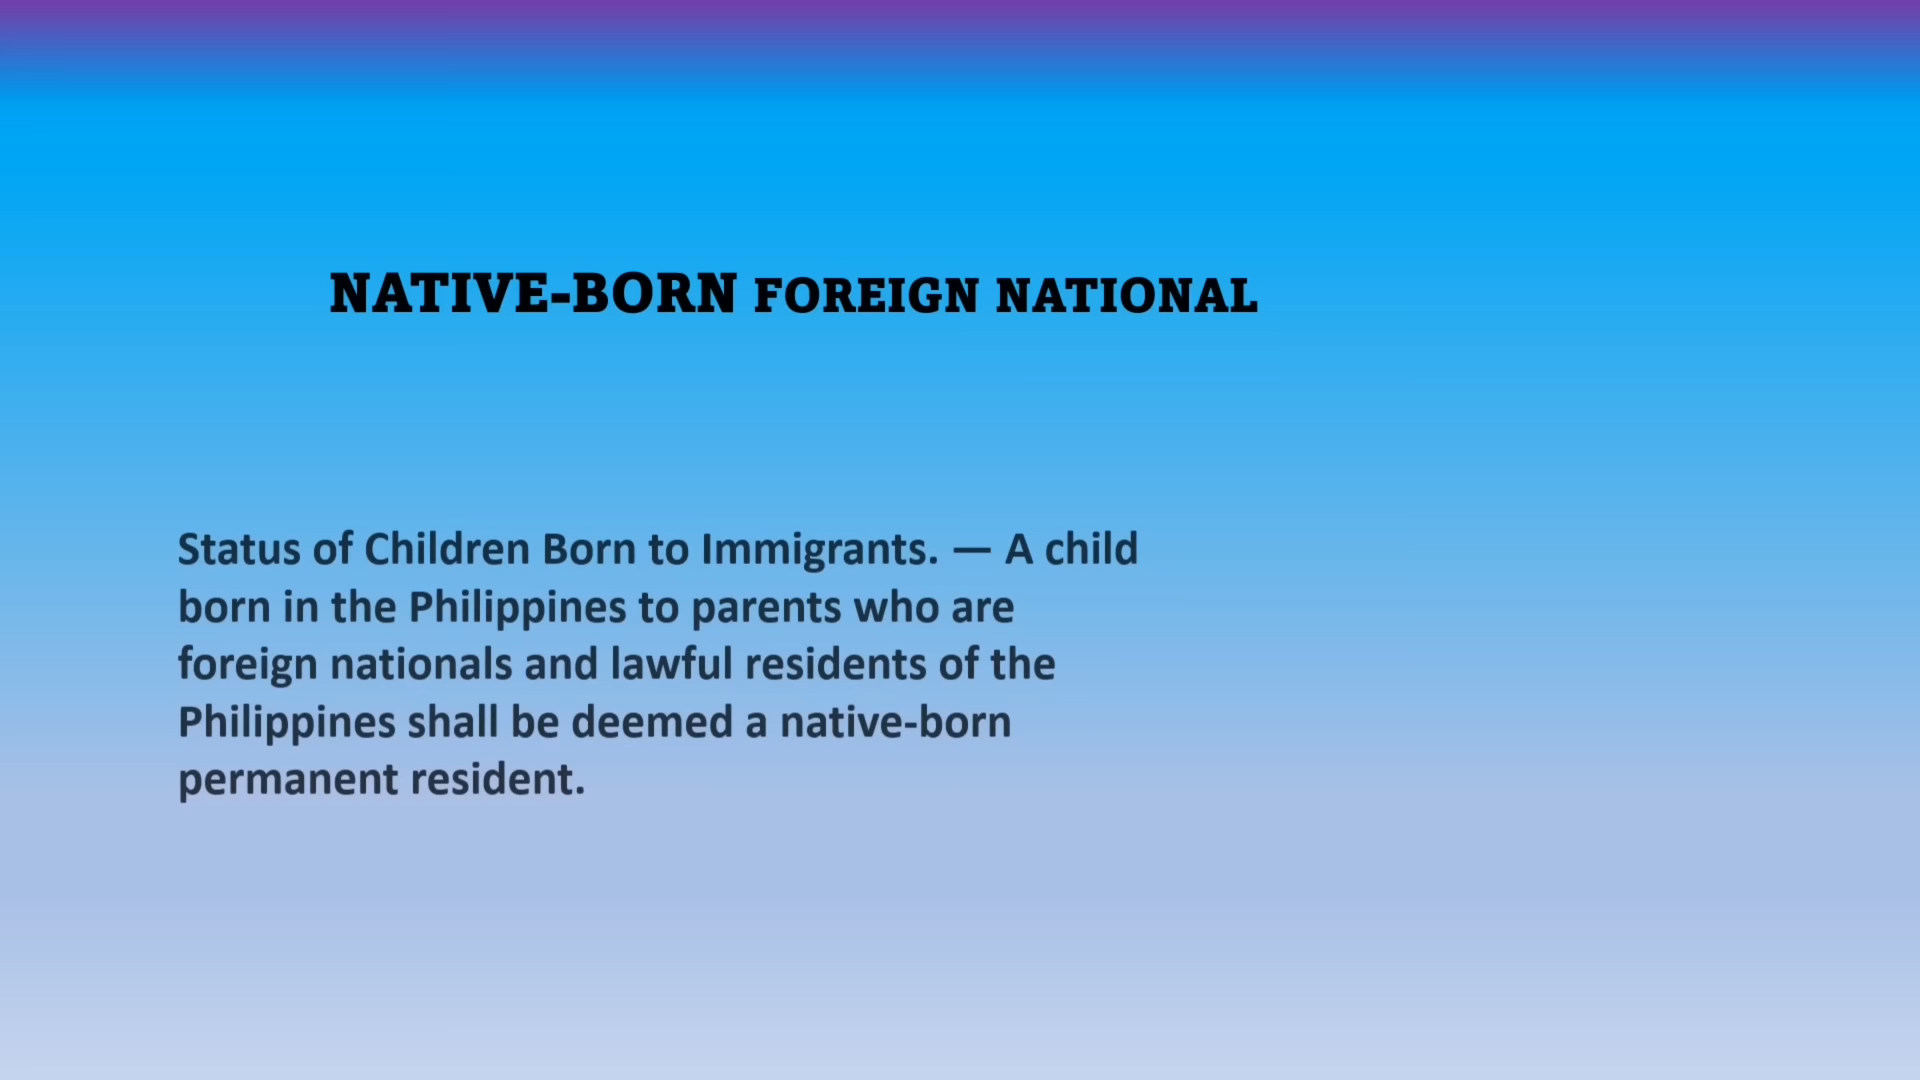 NATIVE-BORN FOREIGN NATIONAL
Status of Children Born to Immigrants. — A child
born in the Philippines to parents who are
foreign nationals and lawful residents of the
Philippines shall be deemed a native-born
permanent resident.